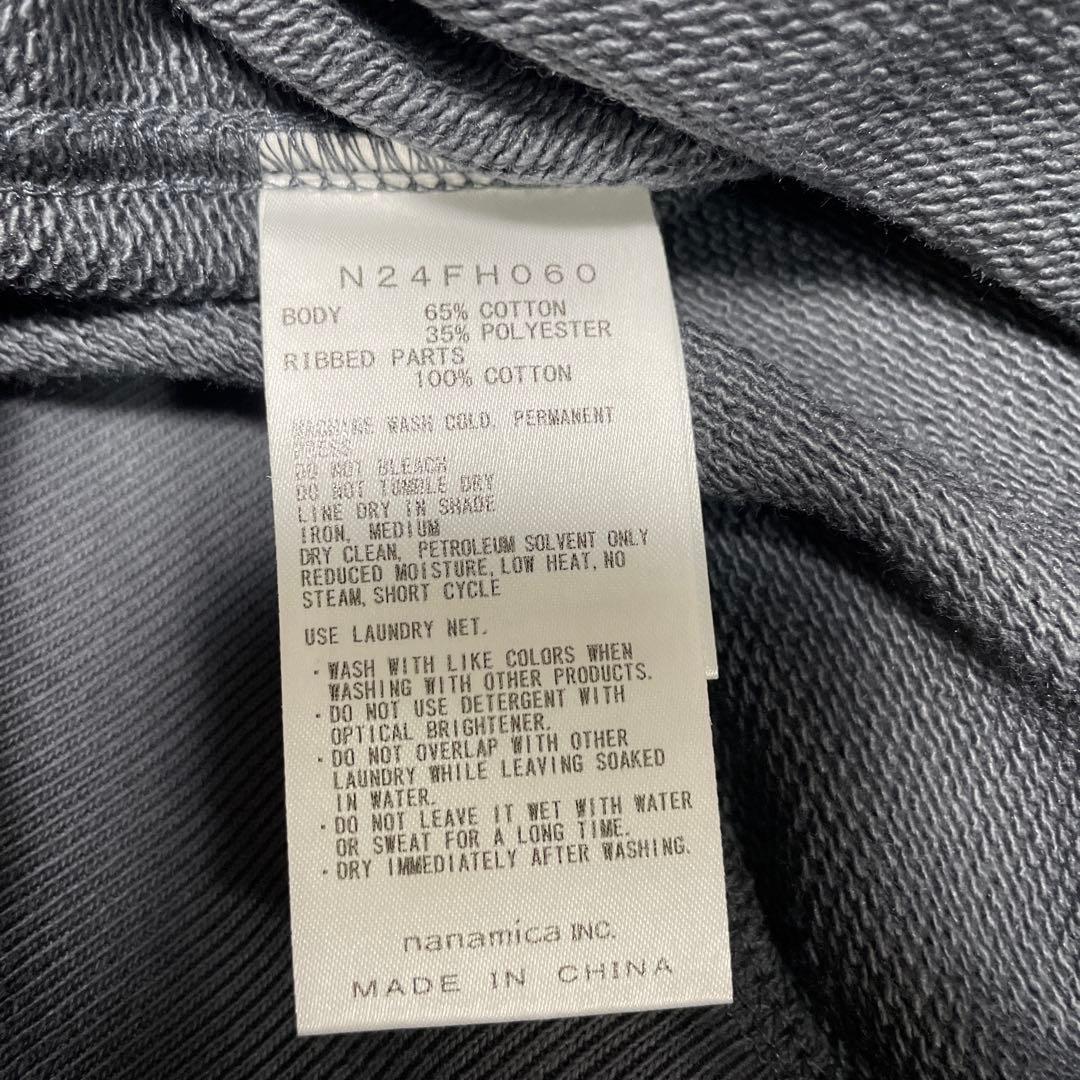 N24FH060
BODY 65% COTTON
35% POLYESTER
RIBBED PARTS
100% COTTON
MACHINE WASH COLD, PERMANENT
PRESS
DO NOT BLEACH
DO NOT TUMBLE DRY
LINE DRY IN SHADE
IRON, MEDIUM
DRY CLEAN, PETROLEUM SOLVENT ONLY
REDUCED MOISTURE, LOW HEAT, NO
STEAM, SHORT CYCLE
USE LAUNDRY NET.
・WASH WITH LIKE COLORS WHEN
WASHING WITH OTHER PRODUCTS.
・DO NOT USE DETERGENT WITH
OPTICAL BRIGHTENER.
・DO NOT OVERLAP WITH OTHER
LAUNDRY WHILE LEAVING SOAKED
IN WATER.
・DO NOT LEAVE IT WET WITH WATER
OR SWEAT FOR A LONG TIME.
・DRY IMMEDIATELY AFTER WASHING.
nanamica INC.
MADE IN CHINA